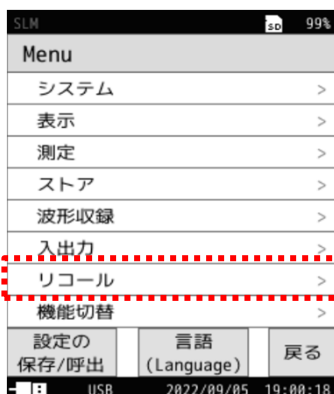 SLM SD 99%
Menu
システム >
表示 >
測定 >
ストア >
波形収録 >
入出力 >
リコール >
機能切替 >
設定の
保存/呼出
言語
(Language)
戻る
USB 2022/09/05 19:00:18